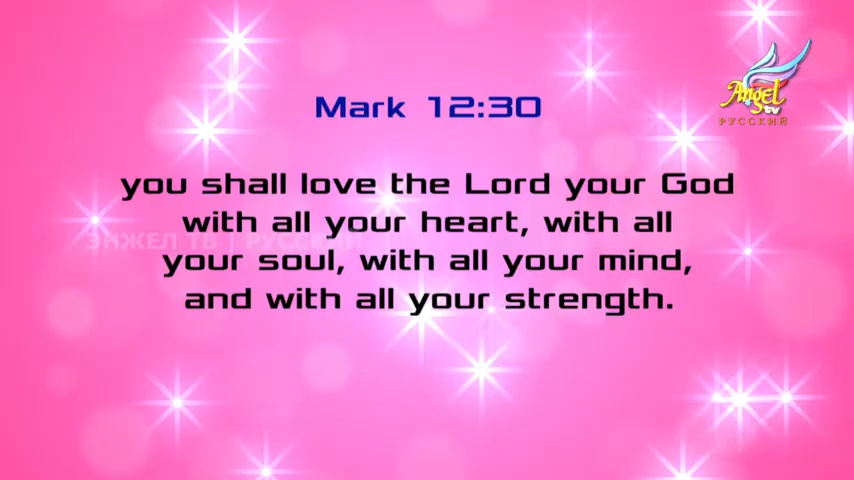 Mark 12:30
Angel
tv
РУССКИЙ
you shall love the Lord your God
with all your heart, with all
ЭНЖЕЛ ТВ | РУССКИЙ
your soul, with all your mind,
and with all your strength.